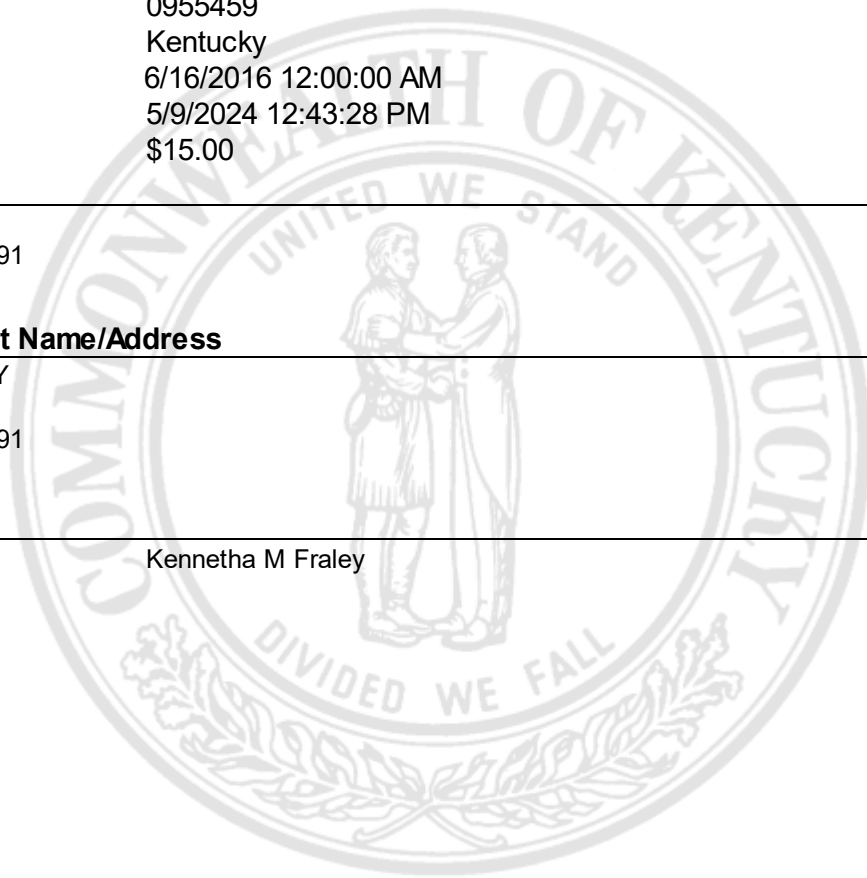 0955459
Kentucky
6/16/2016 12:00:00 AM
5/9/2024 12:43:28 PM
$15.00
91
t Name/Address
Y
91
Kennetha M Fraley
COMMONWEALTH OF KENTUCKY
UNITED WE STAND
DIVIDED WE FALL